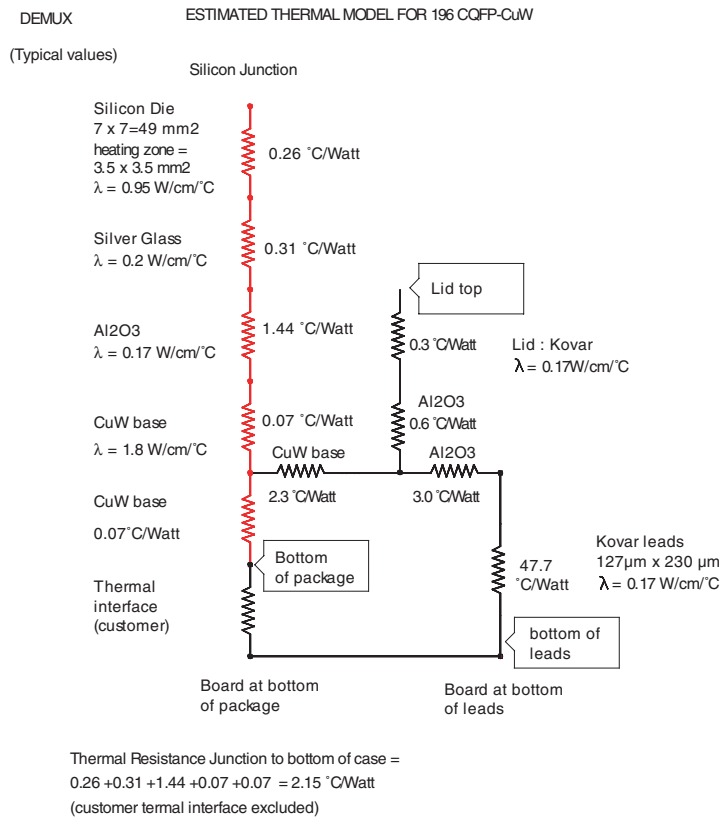 DEMUX
ESTIMATED THERMAL MODEL FOR 196 CQFP-CuW
(Typical values)
Silicon Junction
Silicon Die
7 x 7=49 mm2
heating zone =
3.5 x 3.5 mm2
λ = 0.95 W/cm/˚C
0.26 ˚C/Watt
Silver Glass
λ = 0.2 W/cm/˚C
0.31 ˚C/Watt
Lid top
Al2O3
λ = 0.17 W/cm/˚C
1.44 ˚C/Watt
0.3 ˚C/Watt
Lid : Kovar
λ = 0.17W/cm/˚C
CuW base
λ = 1.8 W/cm/˚C
0.07 ˚C/Watt
Al2O3
0.6 ˚C/Watt
CuW base
2.3 ˚C/Watt
Al2O3
3.0 ˚C/Watt
CuW base
0.07˚C/Watt
Bottom
of package
47.7
˚C/Watt
Kovar leads
127µm x 230 µm
λ = 0.17 W/cm/˚C
Thermal
interface
(customer)
bottom of
leads
Board at bottom
of package
Board at bottom
of leads
Thermal Resistance Junction to bottom of case =
0.26 +0.31 +1.44 +0.07 +0.07 = 2.15 ˚C/Watt
(customer termal interface excluded)